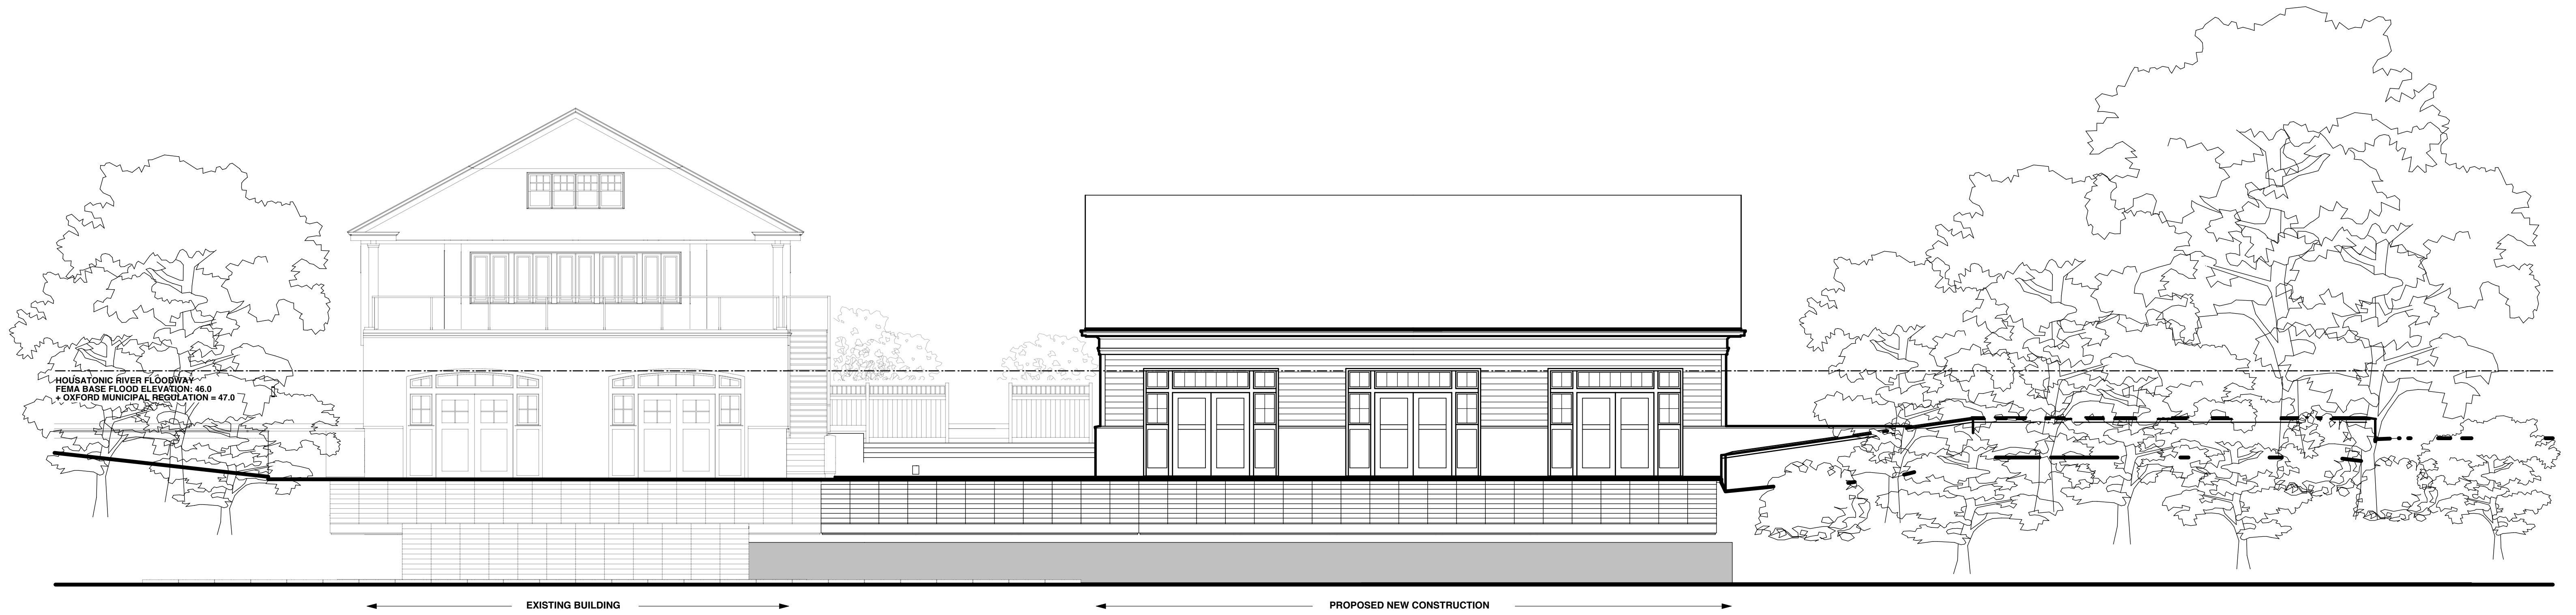 HOUSATONIC RIVER FLOODWAY
FEMA BASE FLOOD ELEVATION: 46.0
+ OXFORD MUNICIPAL REGULATION = 47.0
EXISTING BUILDING
PROPOSED NEW CONSTRUCTION